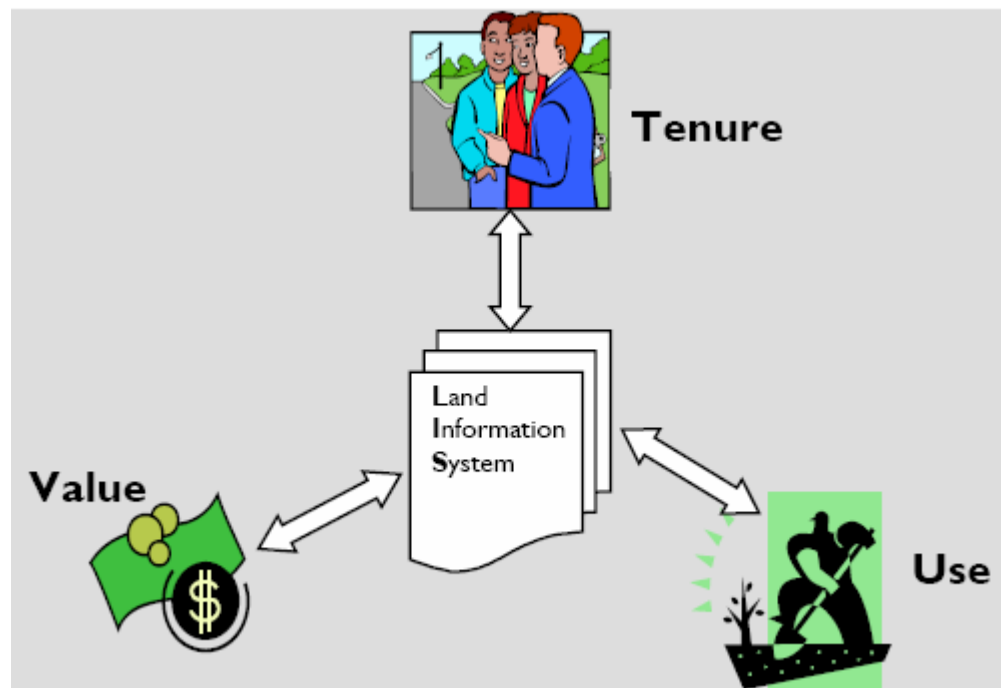 Tenure
Land
Information
System
Value
$
Use